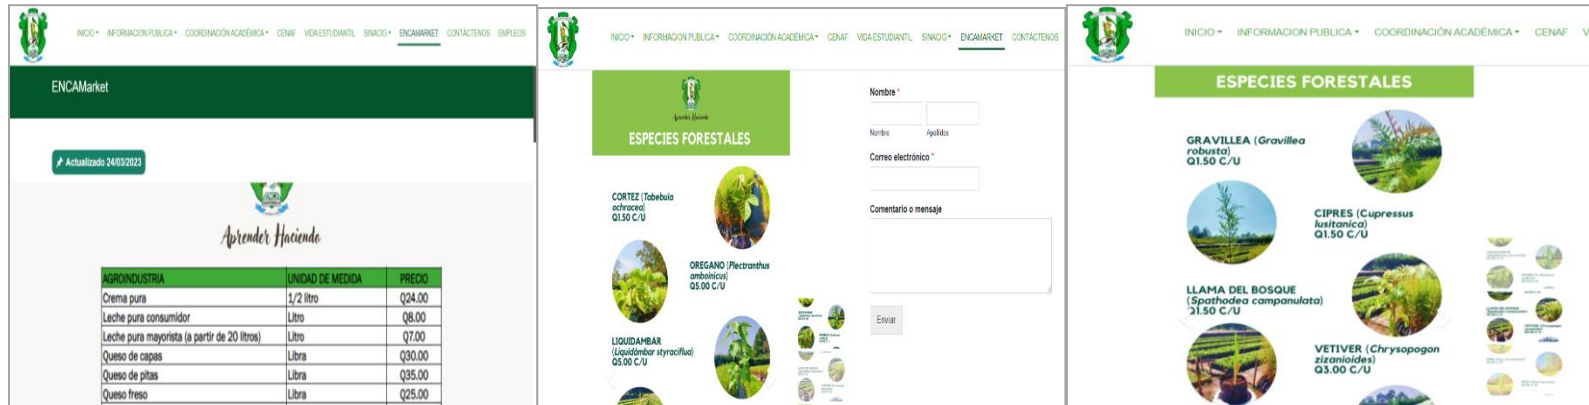 INICIO INFORMACION PUBLICA COORDINACIÓN ACADÉMICA CENAF VIDA ESTUDIANTIL SINACIG ENCAMARKET CONTÁCTENOS EMPLEOS
ENCAMarket
Actualizado 24/03/2023
Aprender Haciendo
AGROINDUSTRIA UNIDAD DE MEDIDA PRECIO
Crema pura 1/2 litro Q24.00
Leche pura consumidor Litro Q8.00
Leche pura mayorista (a partir de 20 litros) Litro Q7.00
Queso de capas Libra Q30.00
Queso de pitas Libra Q35.00
Queso freso Libra Q25.00
INICIO INFORMACION PUBLICA COORDINACIÓN ACADÉMICA CENAF VIDA ESTUDIANTIL SINACIG ENCAMARKET CONTÁCTENOS
Aprender Haciendo
ESPECIES FORESTALES
CORTEZ (Tabebuia
ochracea)
Q1.50 C/U
OREGANO (Plectranthus
amboinicus)
Q5.00 C/U
LIQUIDAMBAR
(Liquidámbar styraciflua)
Q5.00 C/U
Nombre *
Nombre Apellidos
Correo electrónico *
Comentario o mensaje
Enviar
INICIO INFORMACION PUBLICA COORDINACIÓN ACADÉMICA CENAF V
ESPECIES FORESTALES
GRAVILLEA (Gravillea
robusta)
Q1.50 C/U
CIPRES (Cupressus
lusitanica)
Q1.50 C/U
LLAMA DEL BOSQUE
(Spathodea campanulata)
Q1.50 C/U
VETIVER (Chrysopogon
zizanioides)
Q3.00 C/U